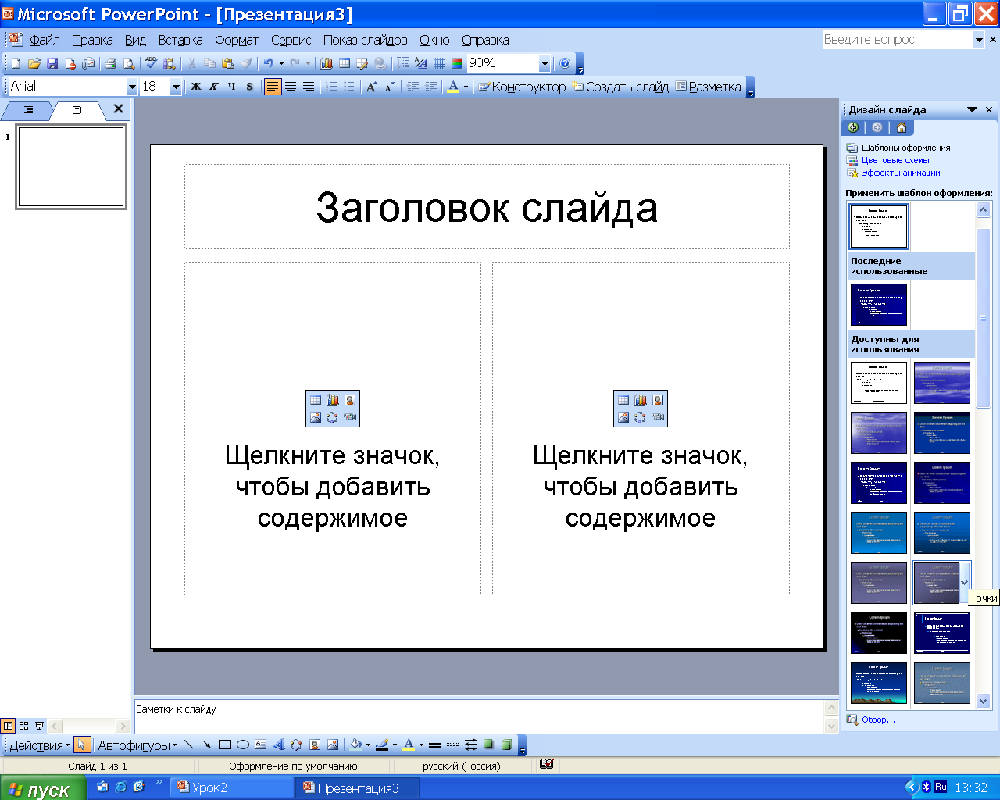 Microsoft PowerPoint - [Презентация3]
Файл Правка Вид Вставка Формат Сервис Показ слайдов Окно Справка
Введите вопрос
90%
Arial 18 Ж К Ч S Конструктор Создать слайд Разметка
Дизайн слайда
Шаблоны оформления
Цветовые схемы
Эффекты анимации
Применить шаблон оформления:
Последние
использованные
Доступны для
использования
Точки
Обзор...
1
Заголовок слайда
Щелкните значок,
чтобы добавить
содержимое
Щелкните значок,
чтобы добавить
содержимое
Заметки к слайду
Действия Автофигуры
Слайд 1 из 1 Оформление по умолчанию русский (Россия)
пуск Урок2 Презентация3 Ru 13:32